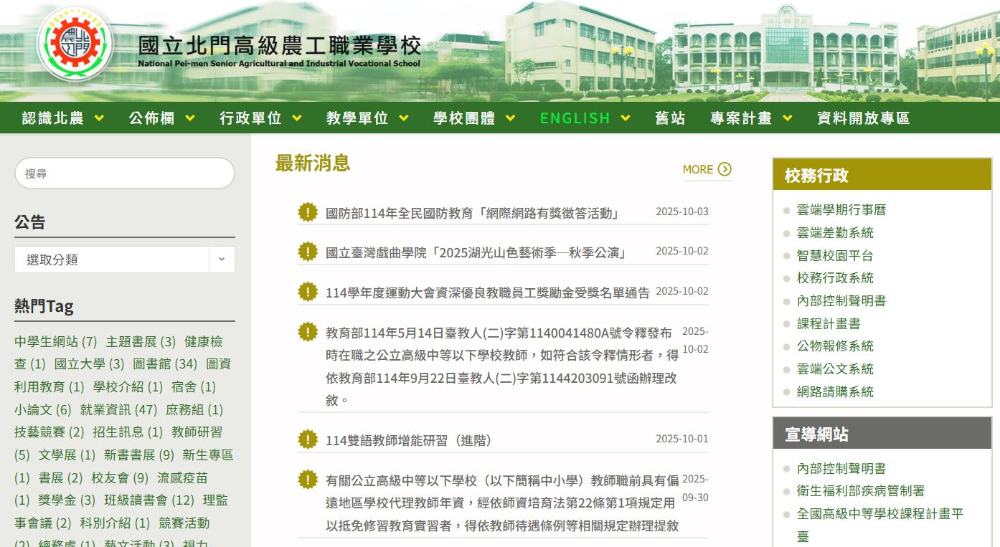 國立北門高級農工職業學校
National Pei-men Senior Agricultural and Industrial Vocational School
認識北農 公佈欄 行政單位 教學單位 學校團體 ENGLISH 舊站 專案計畫 資料開放專區
搜尋
公告
選取分類
熱門Tag
中學生網站 (7) 主題書展 (3) 健康檢
查 (1) 國立大學 (3) 圖書館 (34) 圖資
利用教育 (1) 學校介紹 (1) 宿舍 (1)
小論文 (6) 就業資訊 (47) 庶務組 (1)
技藝競賽 (2) 招生訊息 (1) 教師研習
(5) 文學展 (1) 新書書展 (9) 新生專區
(1) 書展 (2) 校友會 (9) 流感疫苗
(1) 獎學金 (3) 班級讀書會 (12) 理監
事會議 (2) 科別介紹 (1) 競賽活動
(2) 總務處 (1) 藝文活動 (3) 視力
最新消息
MORE
國防部114年全民國防教育「網際網路有獎徵答活動」 2025-10-03
國立臺灣戲曲學院「2025湖光山色藝術季─秋季公演」 2025-10-02
114學年度運動大會資深優良教職員工獎勵金受獎名單通告 2025-10-02
教育部114年5月14日臺教人(二)字第1140041480A號令釋發布 2025-
時在職之公立高級中等以下學校教師，如符合該令釋情形者，得 10-02
依教育部114年9月22日臺教人(二)字第1144203091號函辦理改
敘。
114雙語教師增能研習（進階） 2025-10-01
有關公立高級中等以下學校（以下簡稱中小學）教師職前具有偏 2025-
遠地區學校代理教師年資，經依師資培育法第22條第1項規定用 09-30
以抵免修習教育實習者，得依教師待遇條例等相關規定辦理提敘
校務行政
雲端學期行事曆
雲端差勤系統
智慧校園平台
校務行政系統
內部控制聲明書
課程計畫書
公物報修系統
雲端公文系統
網路請購系統
宣導網站
內部控制聲明書
衛生福利部疾病管制署
全國高級中等學校課程計畫平
臺